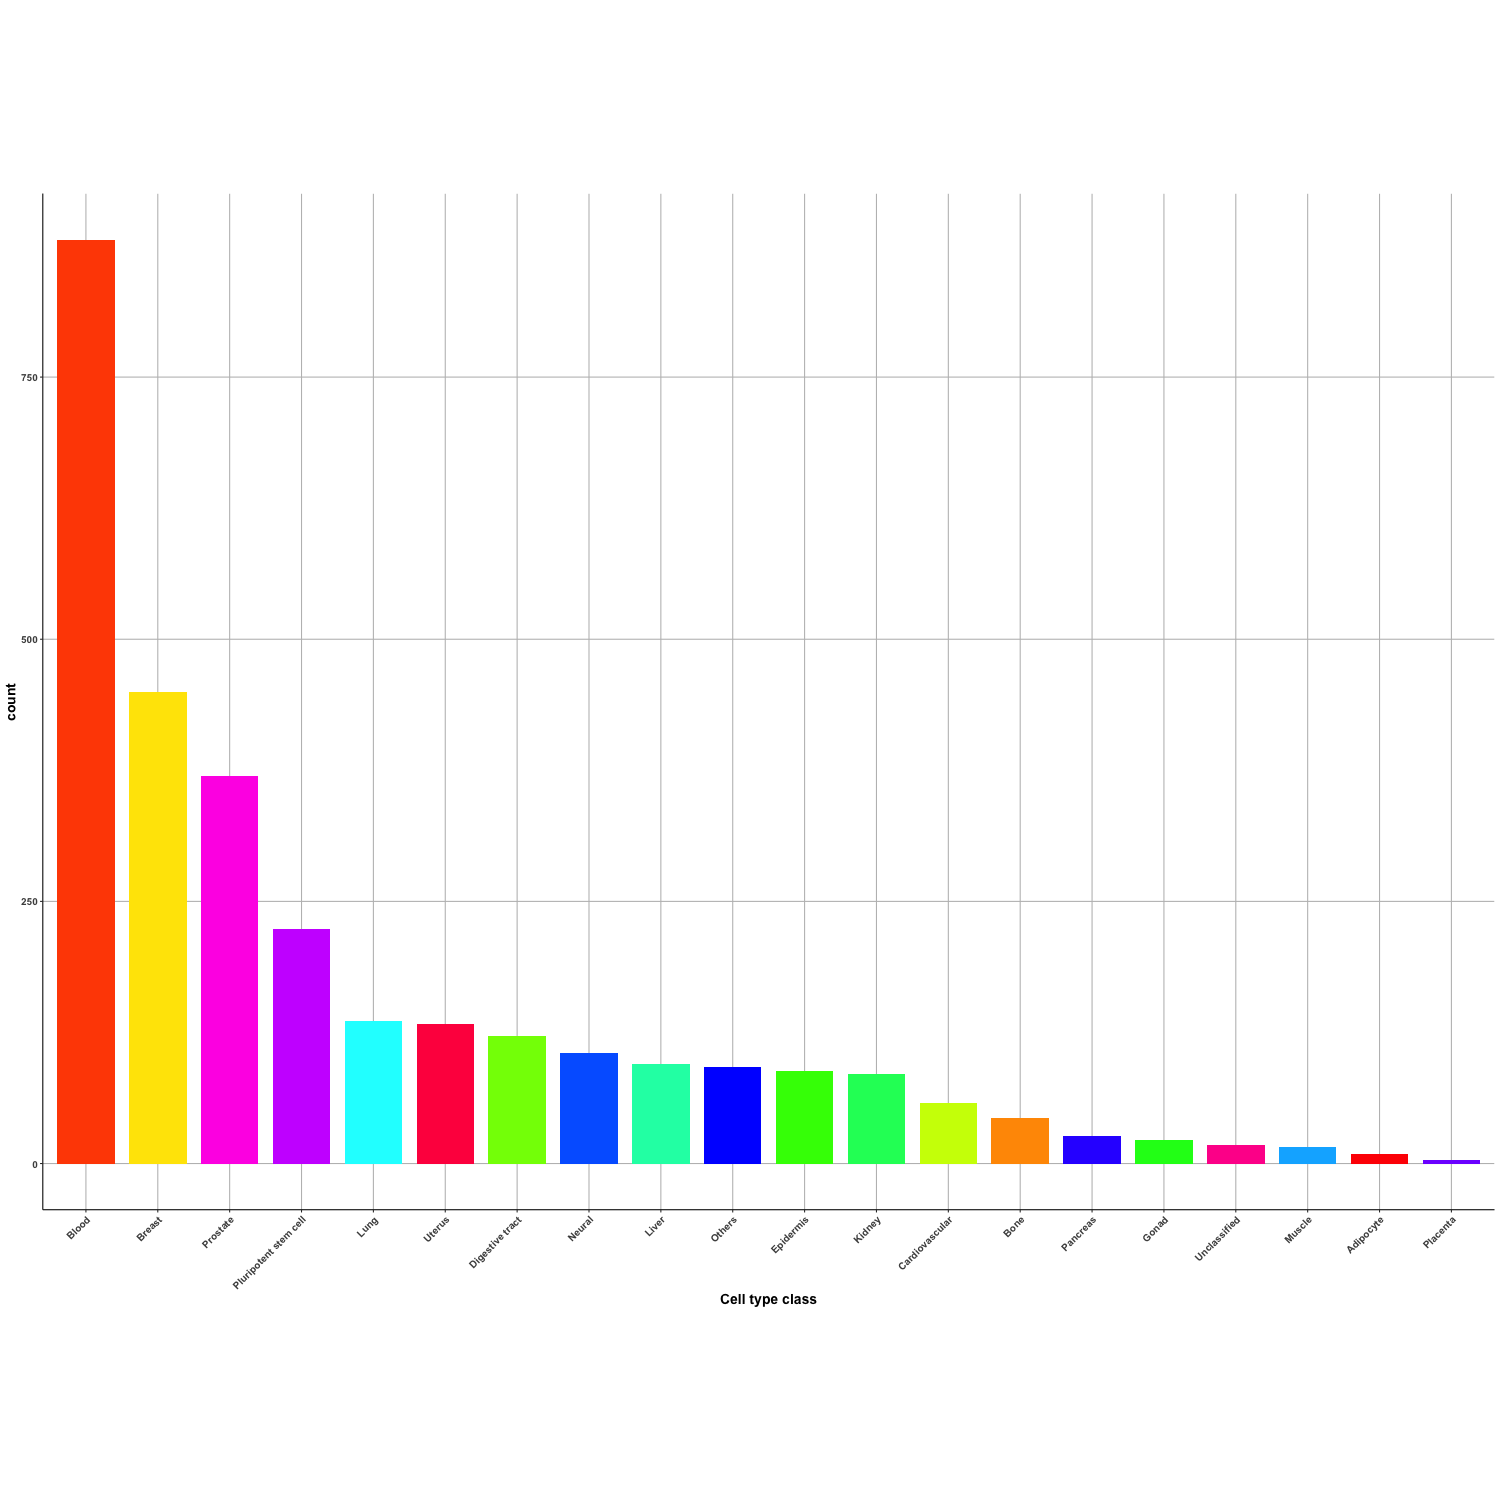 750
500
250
0
count
Blood
Breast
Prostate
Pluripotent stem cell
Lung
Uterus
Digestive tract
Neural
Liver
Others
Epidermis
Kidney
Cardiovascular
Bone
Pancreas
Gonad
Unclassified
Muscle
Adipocyte
Placenta
Cell type class